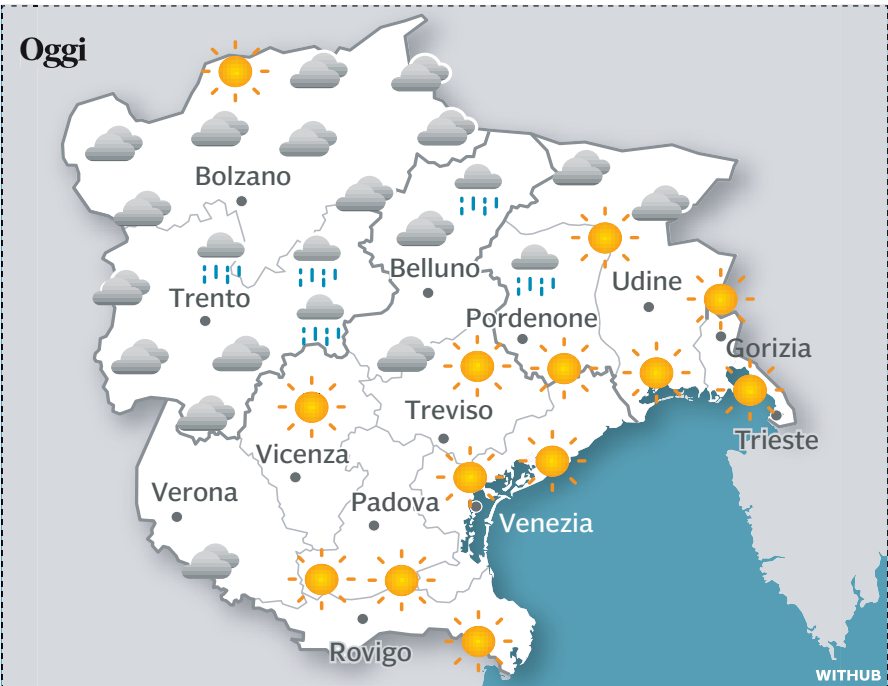 Oggi
Bolzano
Belluno
Udine
Trento
Pordenone
Gorizia
Treviso
Trieste
Vicenza
Verona
Padova
Venezia
Rovigo
WITHUB